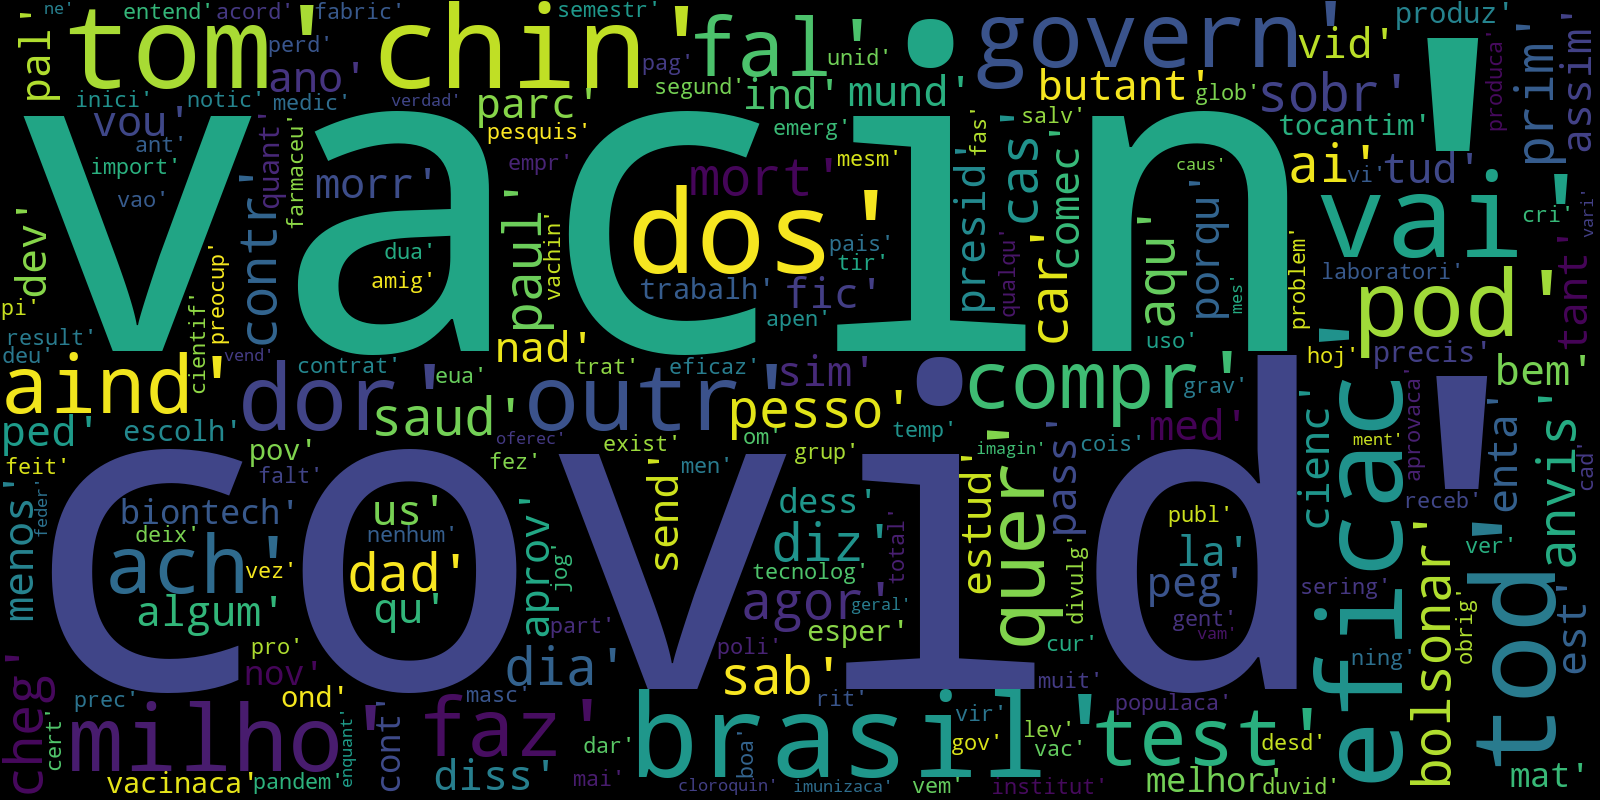 pal'
tom'
entend'
acord'
fabric'
ne'
perd'
ano'
chin'
semestr'
fal'
pag'
unid'
segund'
govern'
vid'
produz'
produca'
assim'
prim'
inici'
notic'
medic'
verdad'
vou'
ant'
import'
vao'
quant'
farmaceu'
contr'
morr'
parc'
pesquis'
empr'
ind'
mund'
emerg'
mesm'
mort'
butant'
glob'
sobr'
tocantim'
salv'
fas'
cas'
presid'
comec'
caus'
ai'
vi'
tud'
vacin'
dos'
vai'
cri'
vari'
dev'
pi'
result'
deu'
preocup'
cientif'
vend'
dua'
amig'
paul'
vachin'
pais'
tir'
trabalh'
fic'
apen'
qualqu'
car'
aqu'
porqu'
mes'
uso'
problem'
laboratori'
pod'
tant'
hoj'
precis'
bem'
aind'
dor'
contrat'
eua'
nad'
trat'
eficaz'
sim'
outr'
compr'
grav'
saud'
pesso'
ped'
escolh'
feit'
pov'
falt'
oferec'
fez'
exist'
om'
men'
grup'
temp'
quer'
imagin'
pass'
cois'
med'
cienc'
eficac'
ment'
aprovaca'
receb'
enta'
anvis'
cad'
menos'
feder'
biontech'
deix'
ach'
vez'
algum'
us'
nenhum'
dad'
qu'
aprov'
jog'
send'
dess'
diz'
tecnolog'
total'
agor'
geral'
esper'
estud'
divulg'
publ'
la'
peg'
gent'
vam'
sering'
bolsonar'
obrig'
ver'
tod'
est'
covid'
pro'
nov'
ond'
prec'
dia'
part'
poli'
sab'
rit'
cur'
muit'
ning'
populaca'
cheg'
cert'
milho'
enquant'
cont'
faz'
masc'
diss'
dar'
mai'
brasil'
boa'
vir'
gov'
lev'
vac'
test'
desd'
vacinaca'
pandem'
cloroquin'
imunizaca'
vem'
institut'
melhor'
duvid'
mat'